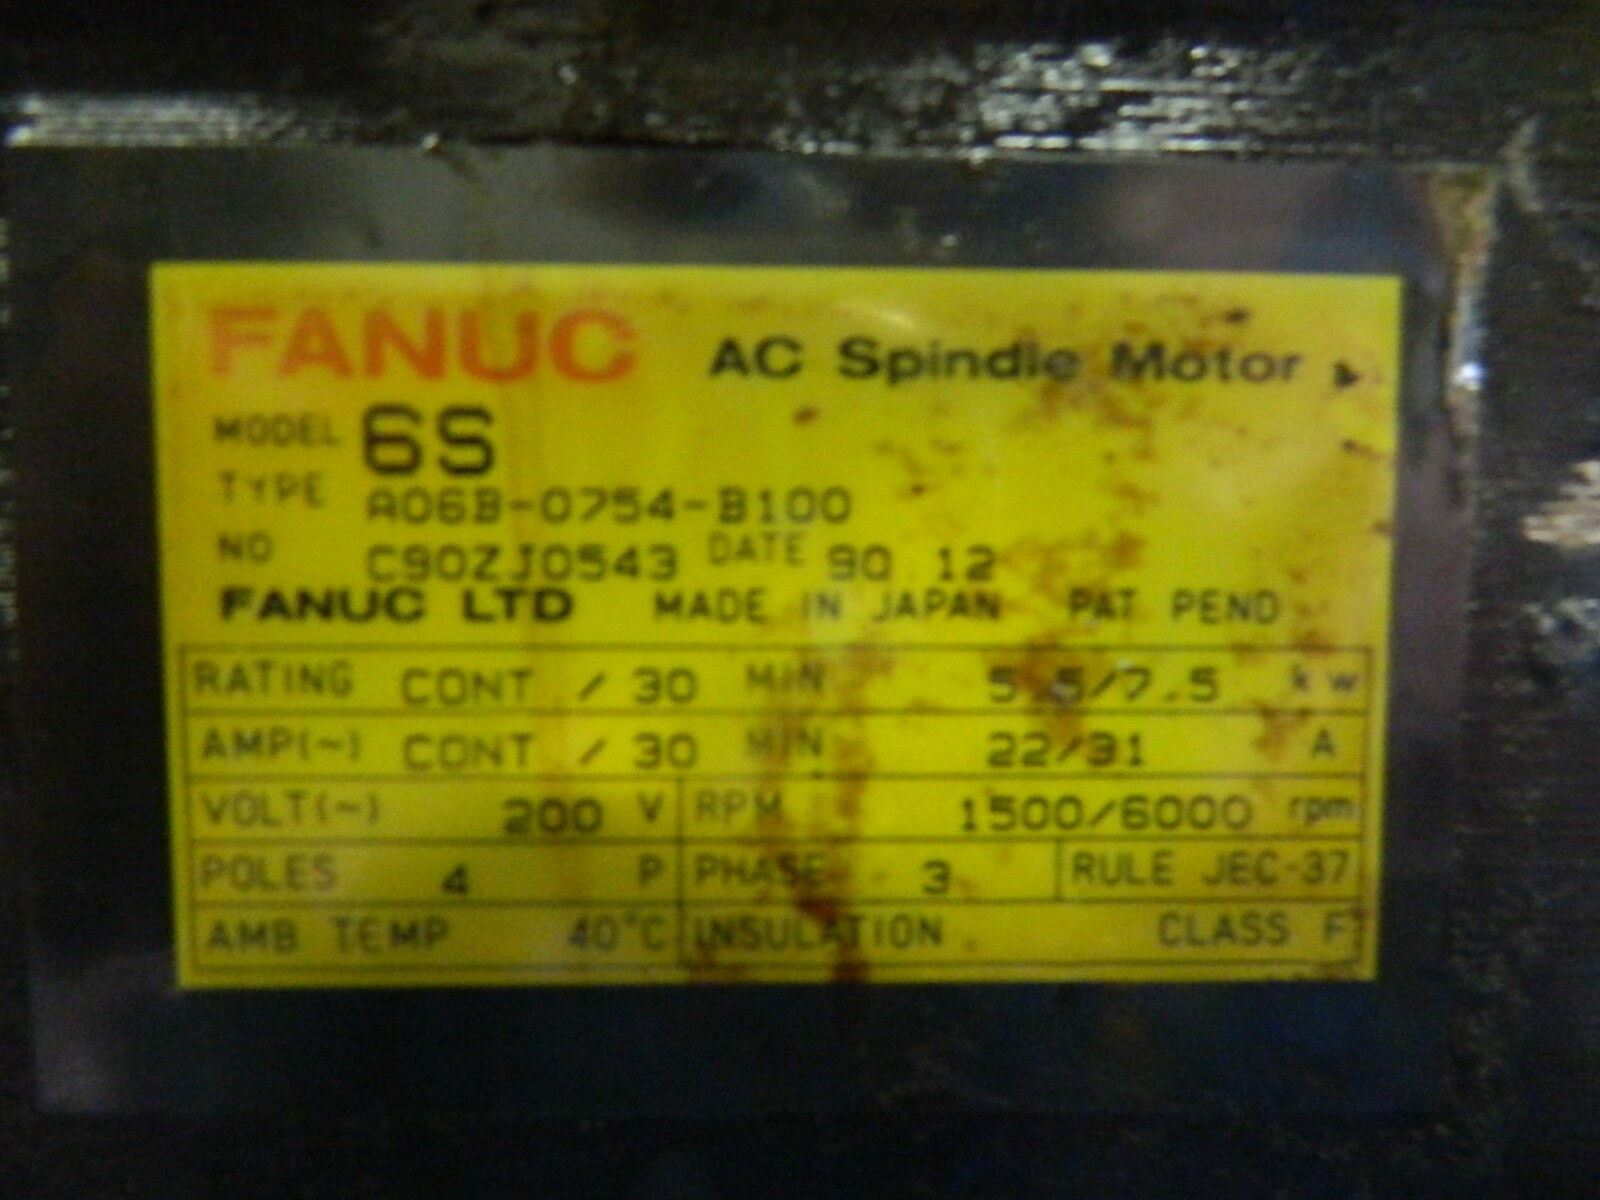 FANUC AC Spindle Motor
MODEL 6S
TYPE A06B-0754-B100
NO C90ZJ0543 DATE 90.12
FANUC LTD MADE IN JAPAN PAT PEND
RATING CONT / 30 MIN 5.5/7.5 kw
AMP(~) CONT / 30 MIN 22/31 A
VOLT(~) 200 V RPM 1500/6000 rpm
POLES 4 P PHASE 3 RULE JEC-37
AMB TEMP 40°C INSULATION CLASS F